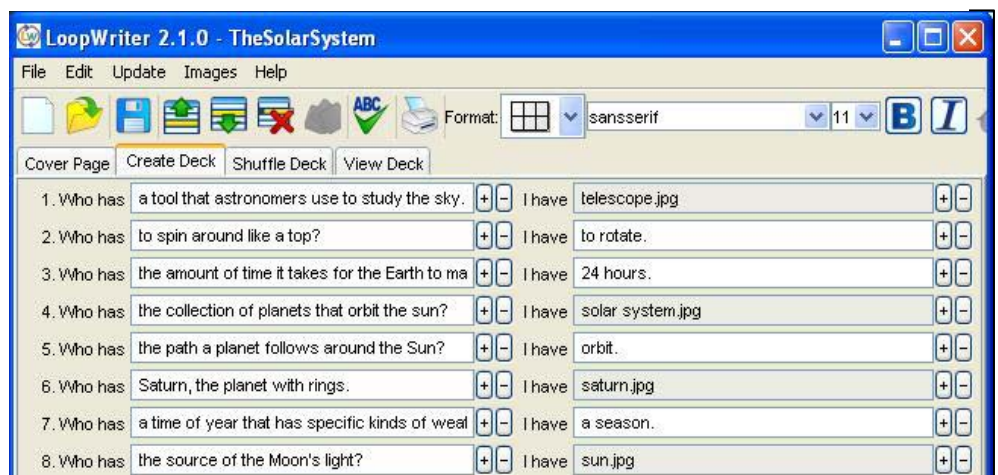 LoopWriter 2.1.0 - TheSolarSystem
File Edit Update Images Help
ABC Format: sansserif 11 B I
Cover Page Create Deck Shuffle Deck View Deck
1. Who has a tool that astronomers use to study the sky. + - I have telescope.jpg + -
2. Who has to spin around like a top? + - I have to rotate. + -
3. Who has the amount of time it takes for the Earth to ma + - I have 24 hours. + -
4. Who has the collection of planets that orbit the sun? + - I have solar system.jpg + -
5. Who has the path a planet follows around the Sun? + - I have orbit. + -
6. Who has Saturn, the planet with rings. + - I have saturn.jpg + -
7. Who has a time of year that has specific kinds of weat + - I have a season. + -
8. Who has the source of the Moon's light? + - I have sun.jpg + -